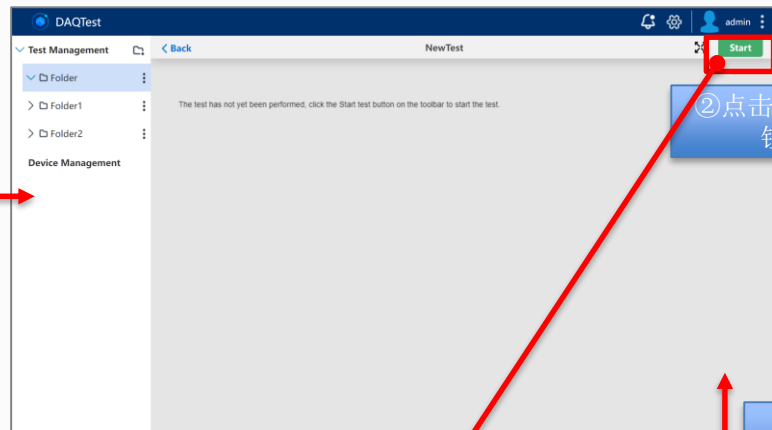 DAQTest
admin
Test Management
Back
NewTest
Start
Folder
Folder1
The test has not yet been performed, click the Start test button on the toolbar to start the test.
Folder2
Device Management
②点击